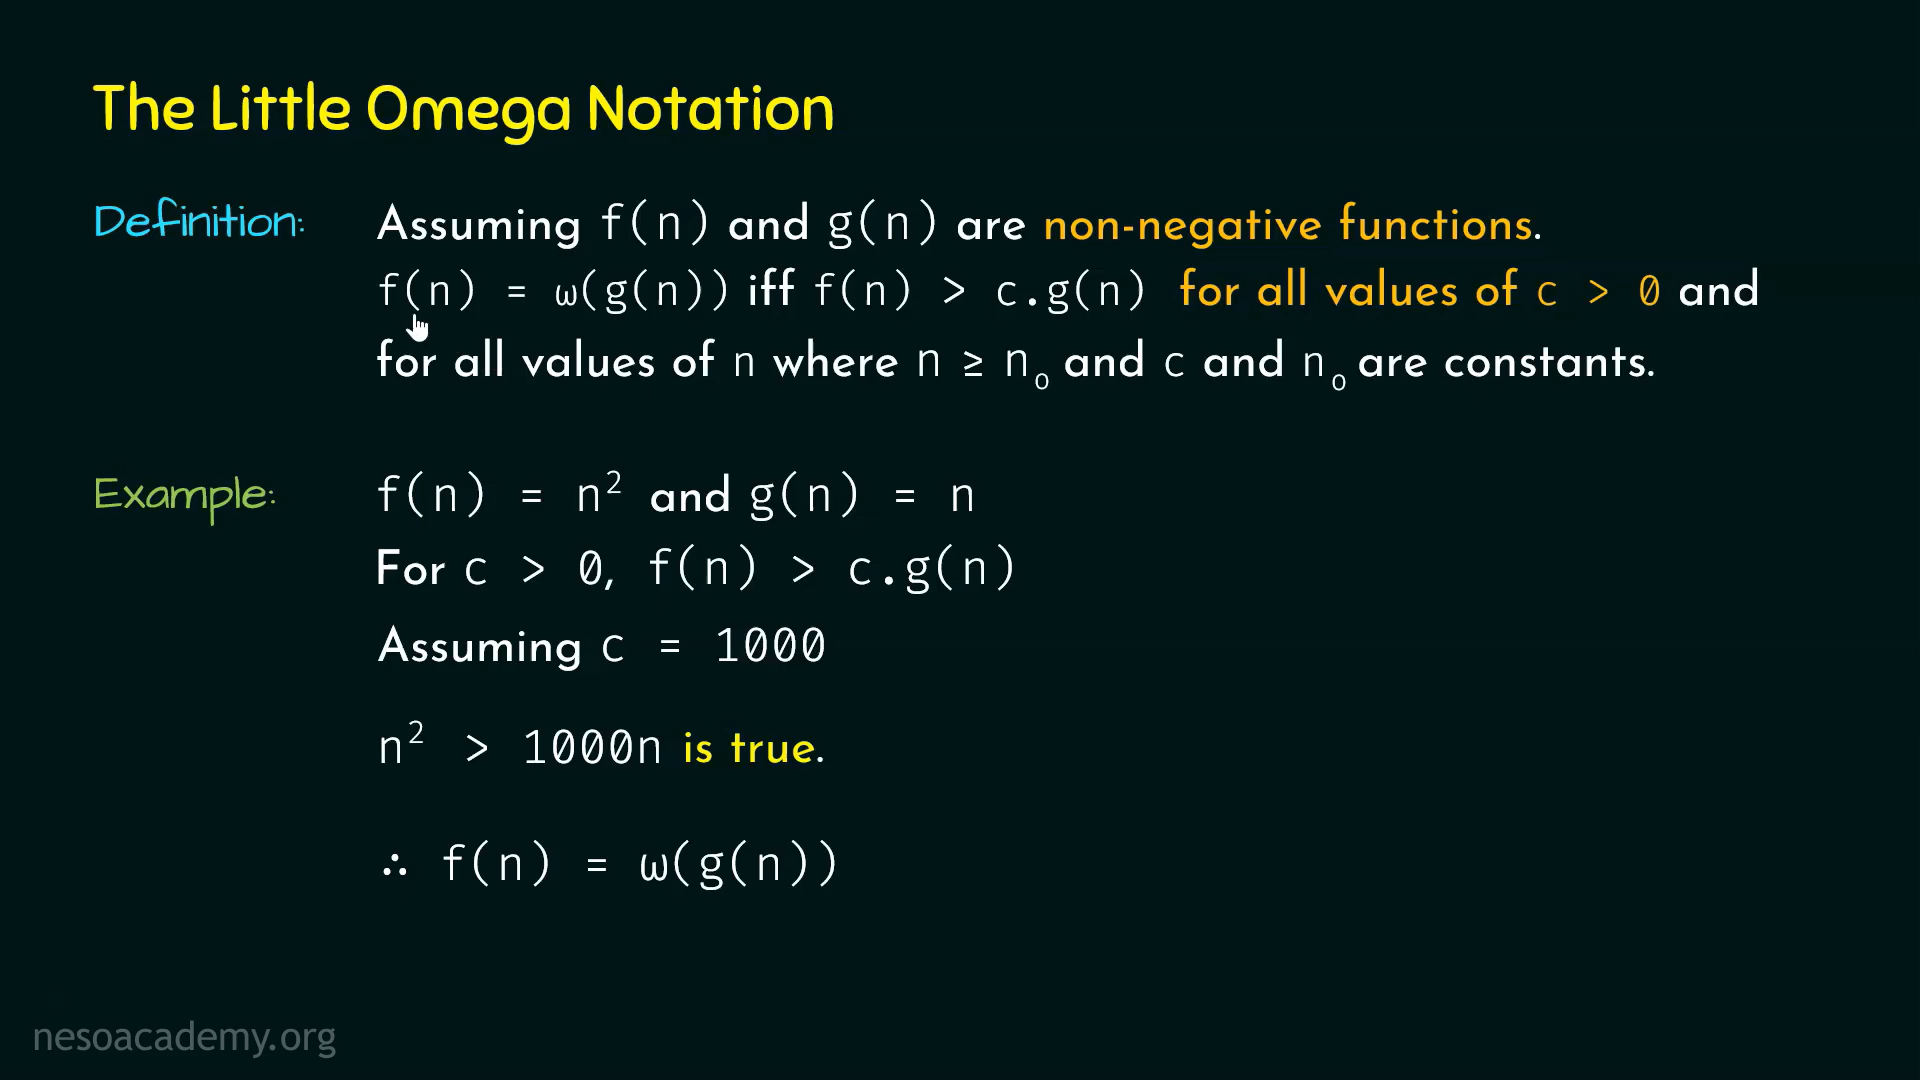 The Little Omega Notation
Definition: Assuming f(n) and g(n) are non-negative functions.
f(n) = ω(g(n)) iff f(n) > c.g(n) for all values of c > 0 and
for all values of n where n ≥ n₀ and c and n₀ are constants.
Example: f(n) = n² and g(n) = n
For c > 0, f(n) > c.g(n)
Assuming c = 1000
n² > 1000n is true.
∴ f(n) = ω(g(n))
nesoacademy.org